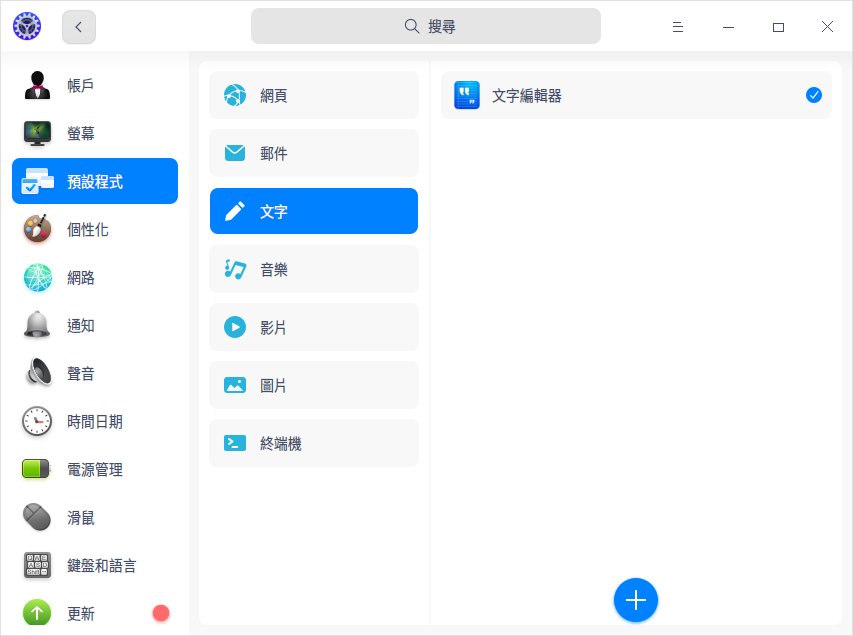 搜尋
帳戶
螢幕
預設程式
個性化
網路
通知
聲音
時間日期
電源管理
滑鼠
鍵盤和語言
更新
網頁
郵件
文字
音樂
影片
圖片
終端機
文字編輯器